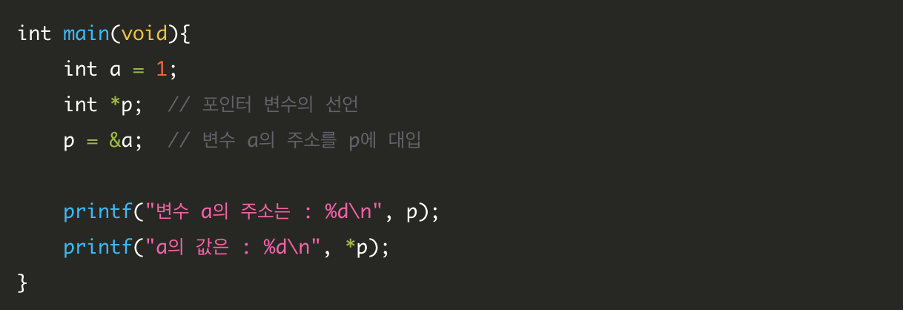 int main(void){
    int a = 1;
    int *p;  // 포인터 변수의 선언
    p = &a;  // 변수 a의 주소를 p에 대입
    printf("변수 a의 주소는 : %d\n", p);
    printf("a의 값은 : %d\n", *p);
}